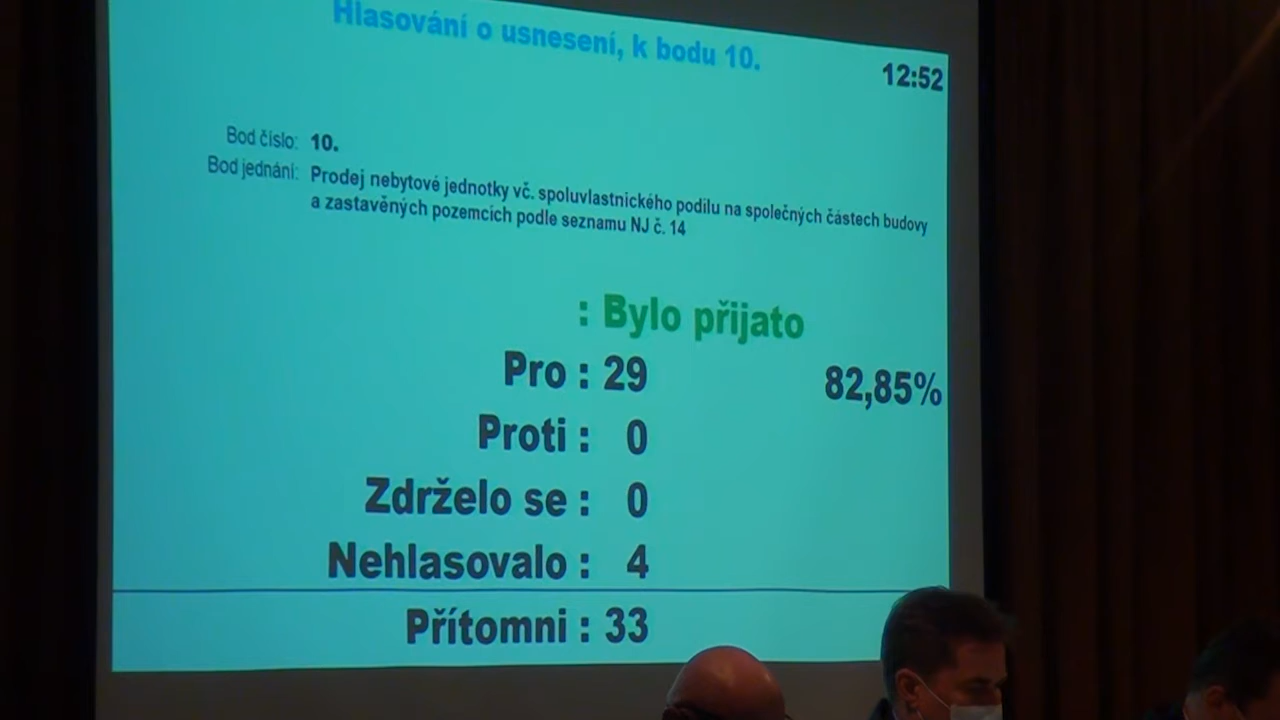 Hlasování o usnesení, k bodu 10.
12:52
Bod číslo: 10.
Bod jednání: Prodej nebytové jednotky vč. spoluvlastnického podílu na společných částech budovy
a zastavěných pozemcích podle seznamu NJ č. 14
: Bylo přijato
Pro : 29 82,85%
Proti : 0
Zdrželo se : 0
Nehlasovalo : 4
Přítomni : 33